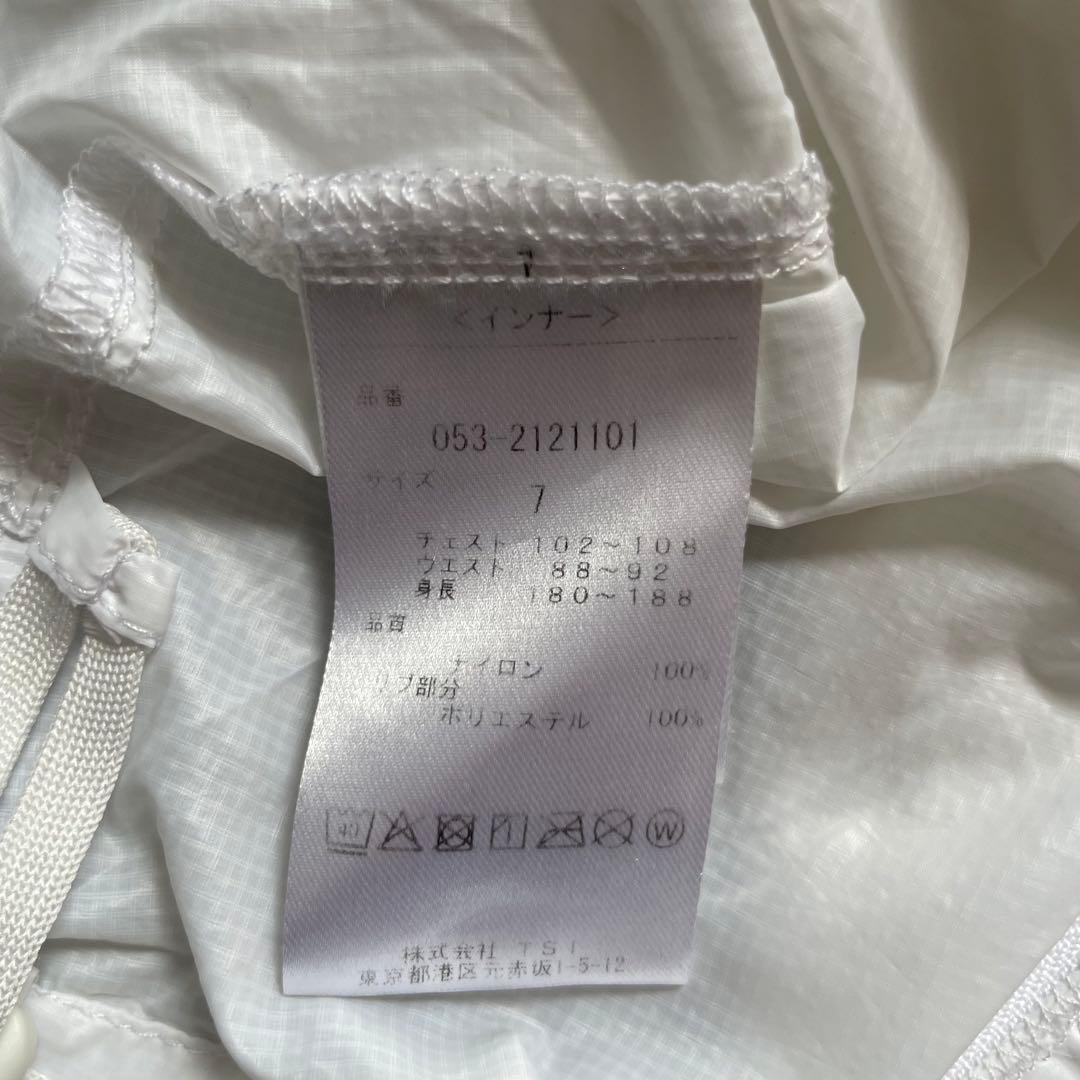 7
＜インナー＞
品番
053-2121101
サイズ
7
チェスト 102～108
ウエスト 88～92
身長 180～188
品質
ナイロン 100%
リブ部分
ポリエステル 100%
40
W
株式会社 TSI
東京都港区元赤坂1-5-12